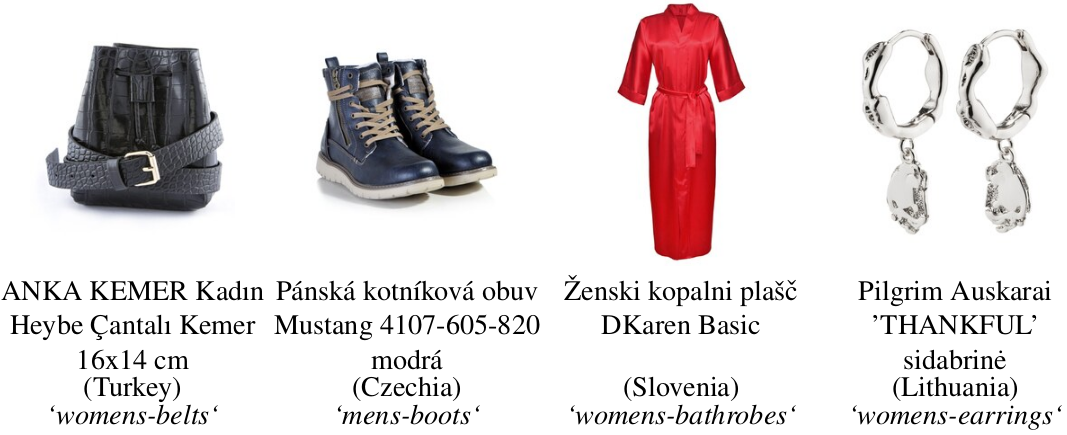 ANKA KEMER Kadın
Heybe Çantalı Kemer
16x14 cm
(Turkey)
‘womens-belts‘
Pánská kotníková obuv
Mustang 4107-605-820
modrá
(Czechia)
‘mens-boots‘
Ženski kopalni plašč
DKaren Basic
(Slovenia)
‘womens-bathrobes‘
Pilgrim Auskarai
’THANKFUL’
sidabrinė
(Lithuania)
‘womens-earrings‘